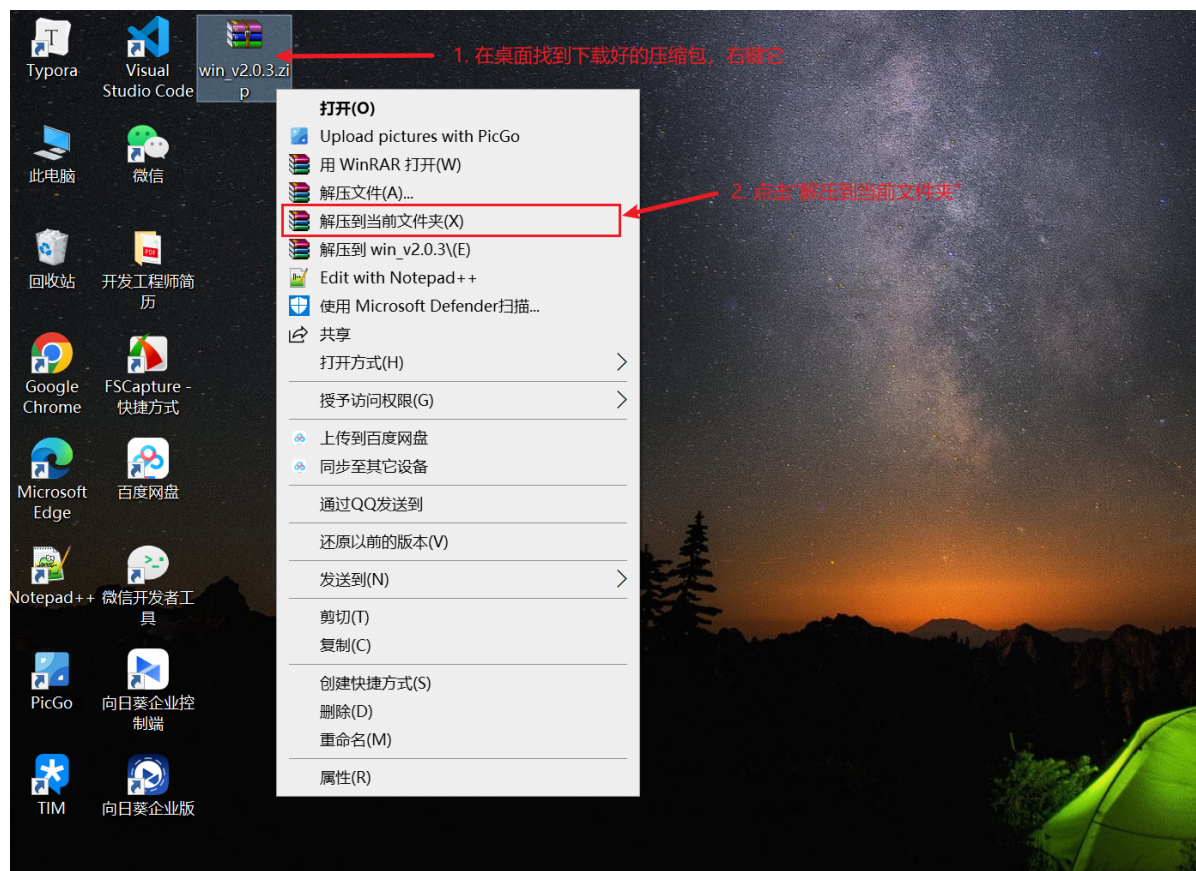 Typora
Visual
Studio Code
win_v2.0.3.zi
p
1. 在桌面找到下载好的压缩包，右键它
此电脑
微信
回收站
开发工程师简
历
PDF
Google
Chrome
FSCapture -
快捷方式
Microsoft
Edge
百度网盘
Notepad++
微信开发者工
具
PicGo
向日葵企业控
制端
TIM
向日葵企业版
打开(O)
Upload pictures with PicGo
用 WinRAR 打开(W)
解压文件(A)...
解压到当前文件夹(X)
2. 点击"解压到当前文件夹"
解压到 win_v2.0.3\(E)
Edit with Notepad++
使用 Microsoft Defender扫描...
共享
打开方式(H)
授予访问权限(G)
上传到百度网盘
同步至其它设备
通过QQ发送到
还原以前的版本(V)
发送到(N)
剪切(T)
复制(C)
创建快捷方式(S)
删除(D)
重命名(M)
属性(R)